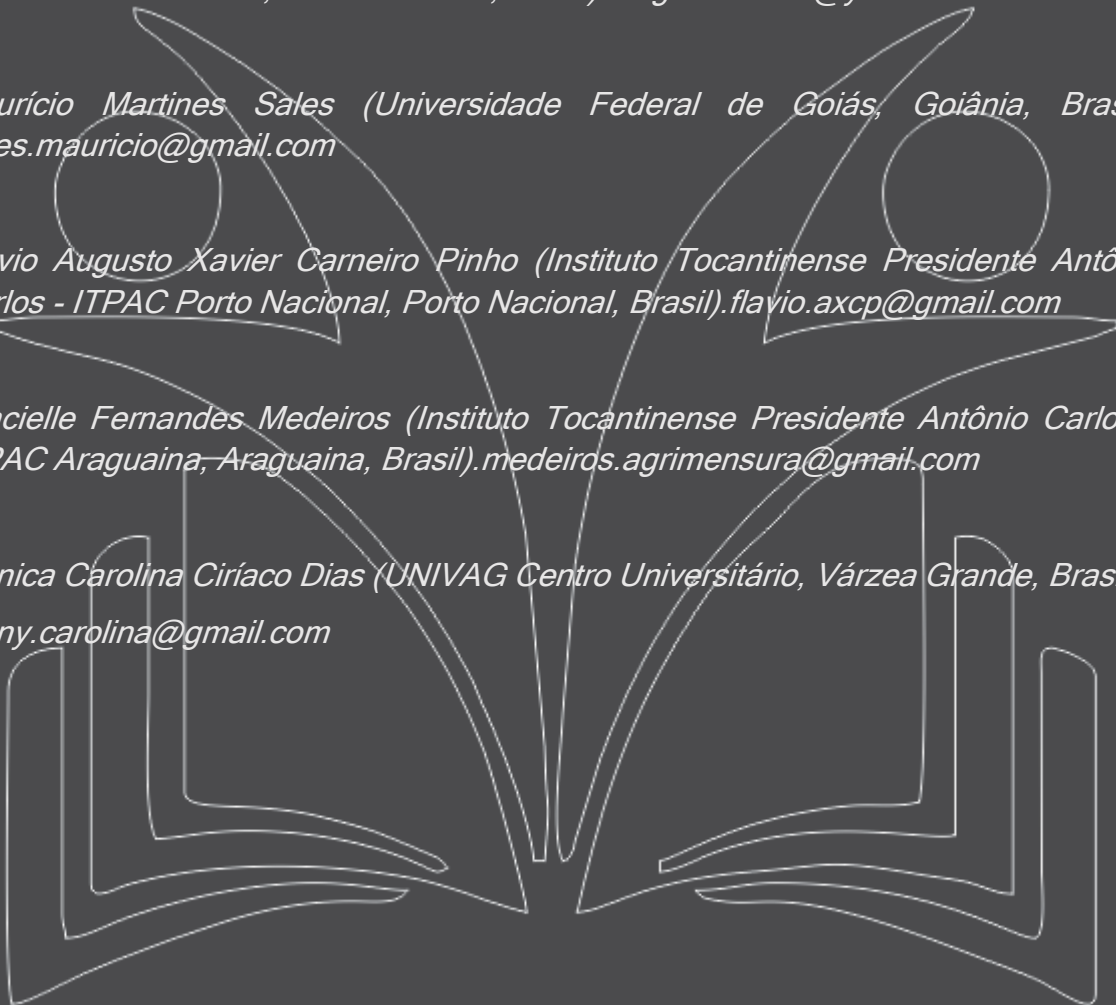 urício Martines Sales (Universidade Federal de Goiás, Goiânia, Bras
es.mauricio@gmail.com
vio Augusto Xavier Carneiro Pinho (Instituto Tocantinense Presidente Antô
rlos - ITPAC Porto Nacional, Porto Nacional, Brasil).flavio.axcp@gmail.com
cielle Fernandes Medeiros (Instituto Tocantinense Presidente Antônio Carlo
PAC Araguaina, Araguaina, Brasil).medeiros.agrimensura@gmail.com
nica Carolina Ciríaco Dias (UNIVAG Centro Universitário, Várzea Grande, Bras
ny.carolina@gmail.com